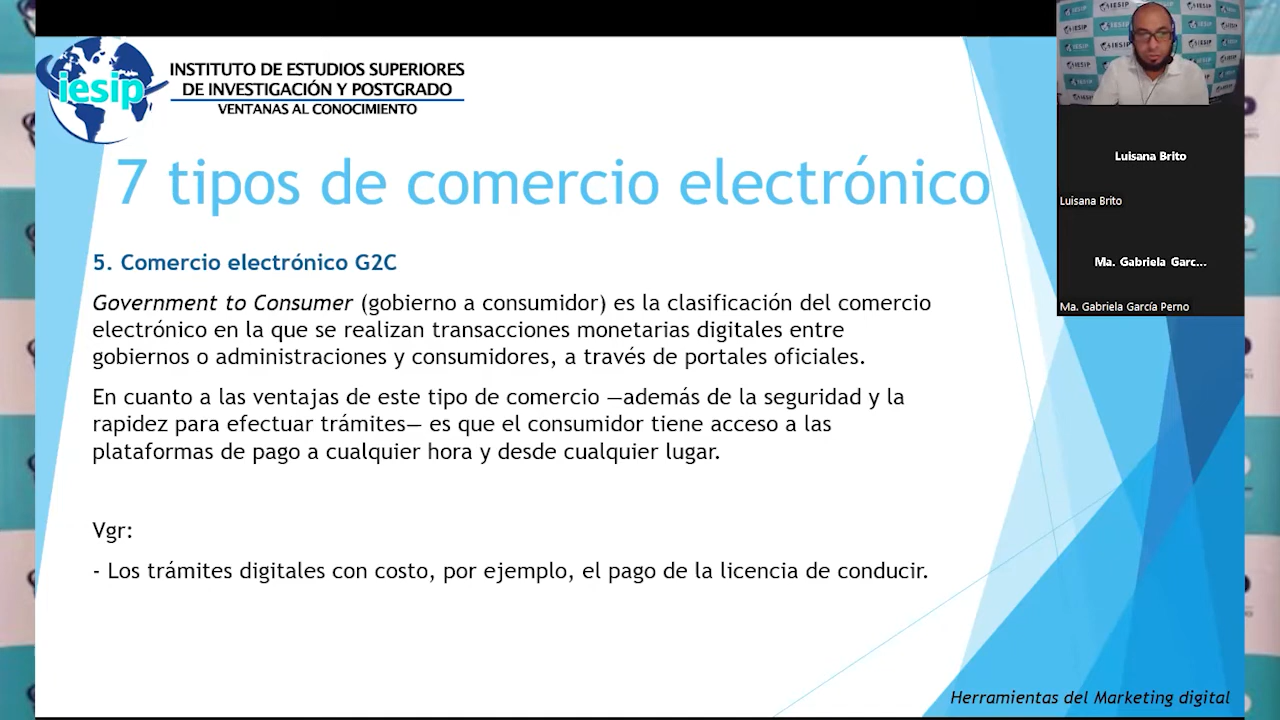 iesip
INSTITUTO DE ESTUDIOS SUPERIORES
DE INVESTIGACIÓN Y POSTGRADO
VENTANAS AL CONOCIMIENTO
7 tipos de comercio electrónico
5. Comercio electrónico G2C
Government to Consumer (gobierno a consumidor) es la clasificación del comercio
electrónico en la que se realizan transacciones monetarias digitales entre
gobiernos o administraciones y consumidores, a través de portales oficiales.
En cuanto a las ventajas de este tipo de comercio —además de la seguridad y la
rapidez para efectuar trámites— es que el consumidor tiene acceso a las
plataformas de pago a cualquier hora y desde cualquier lugar.
Vgr:
- Los trámites digitales con costo, por ejemplo, el pago de la licencia de conducir.
Herramientas del Marketing digital
Luisana Brito
Luisana Brito
Ma. Gabriela Garc...
Ma. Gabriela García Perno